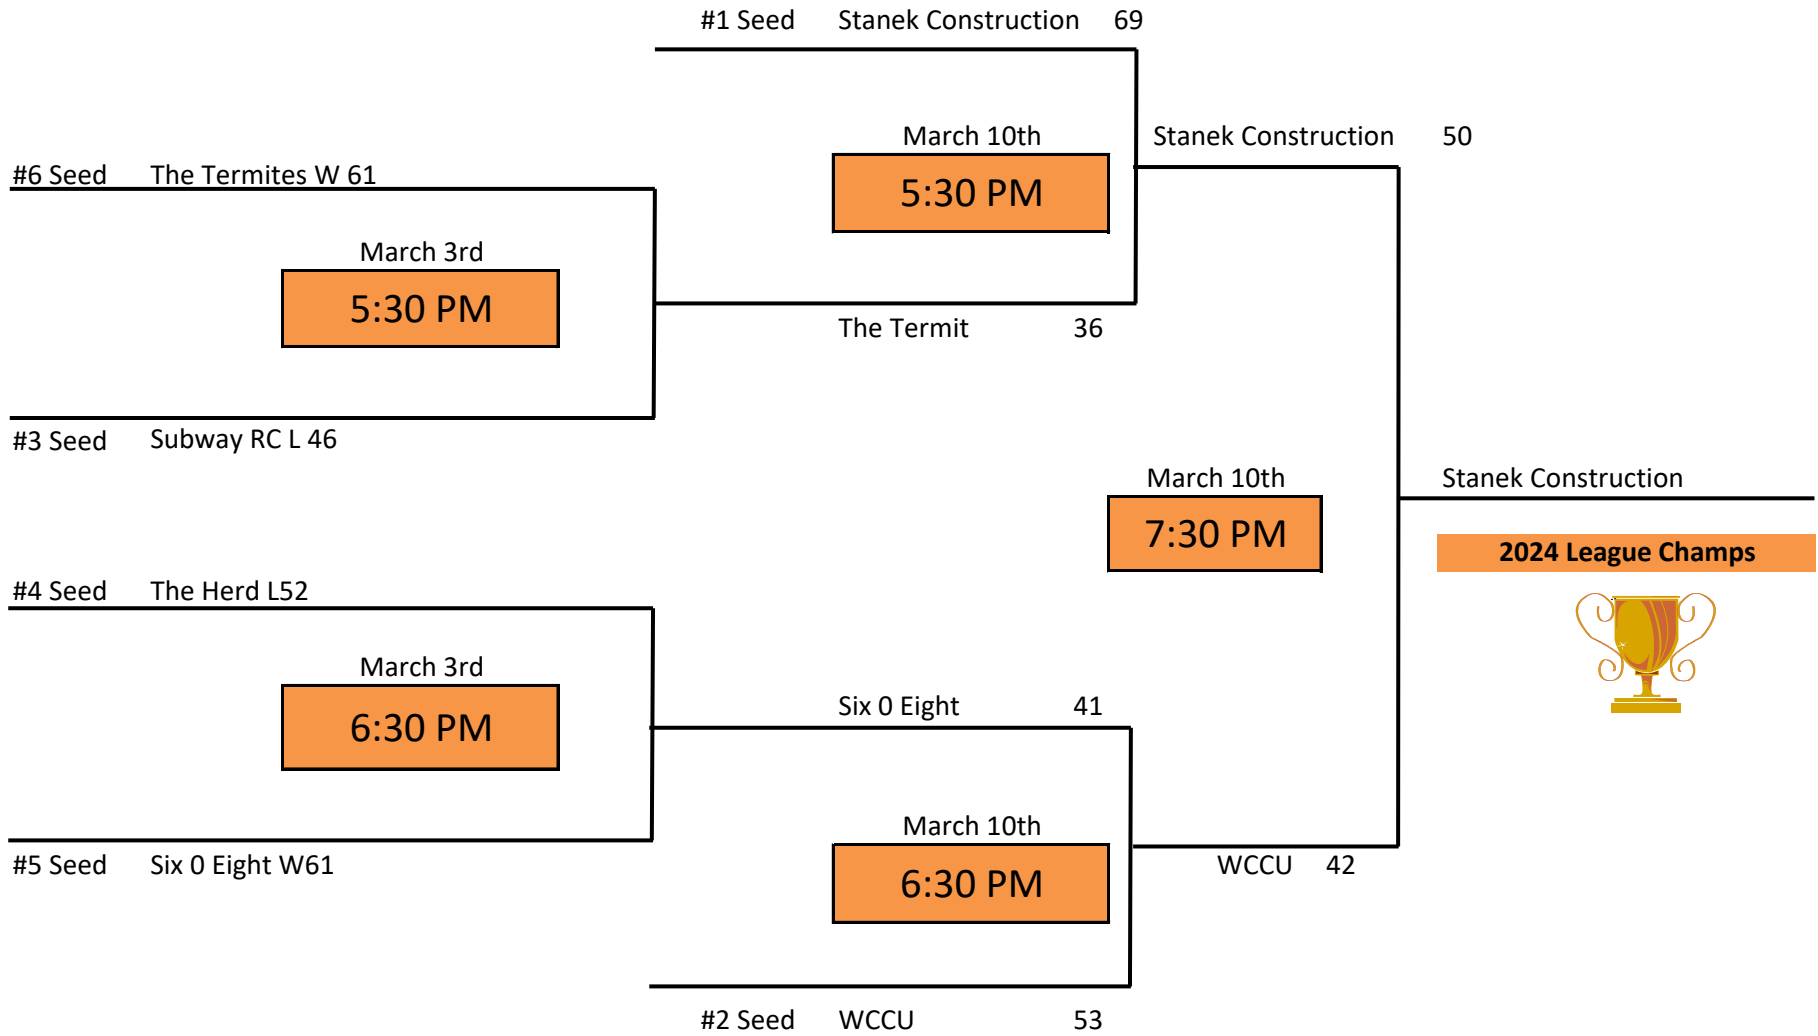 #1 Seed Stanek Construction 69
March 10th
5:30 PM
Stanek Construction 50
#6 Seed The Termites W 61
March 3rd
5:30 PM
The Termit 36
#3 Seed Subway RC L 46
March 10th
7:30 PM
Stanek Construction
2024 League Champs
#4 Seed The Herd L52
March 3rd
6:30 PM
Six 0 Eight 41
#5 Seed Six 0 Eight W61
March 10th
6:30 PM
WCCU 42
#2 Seed WCCU 53